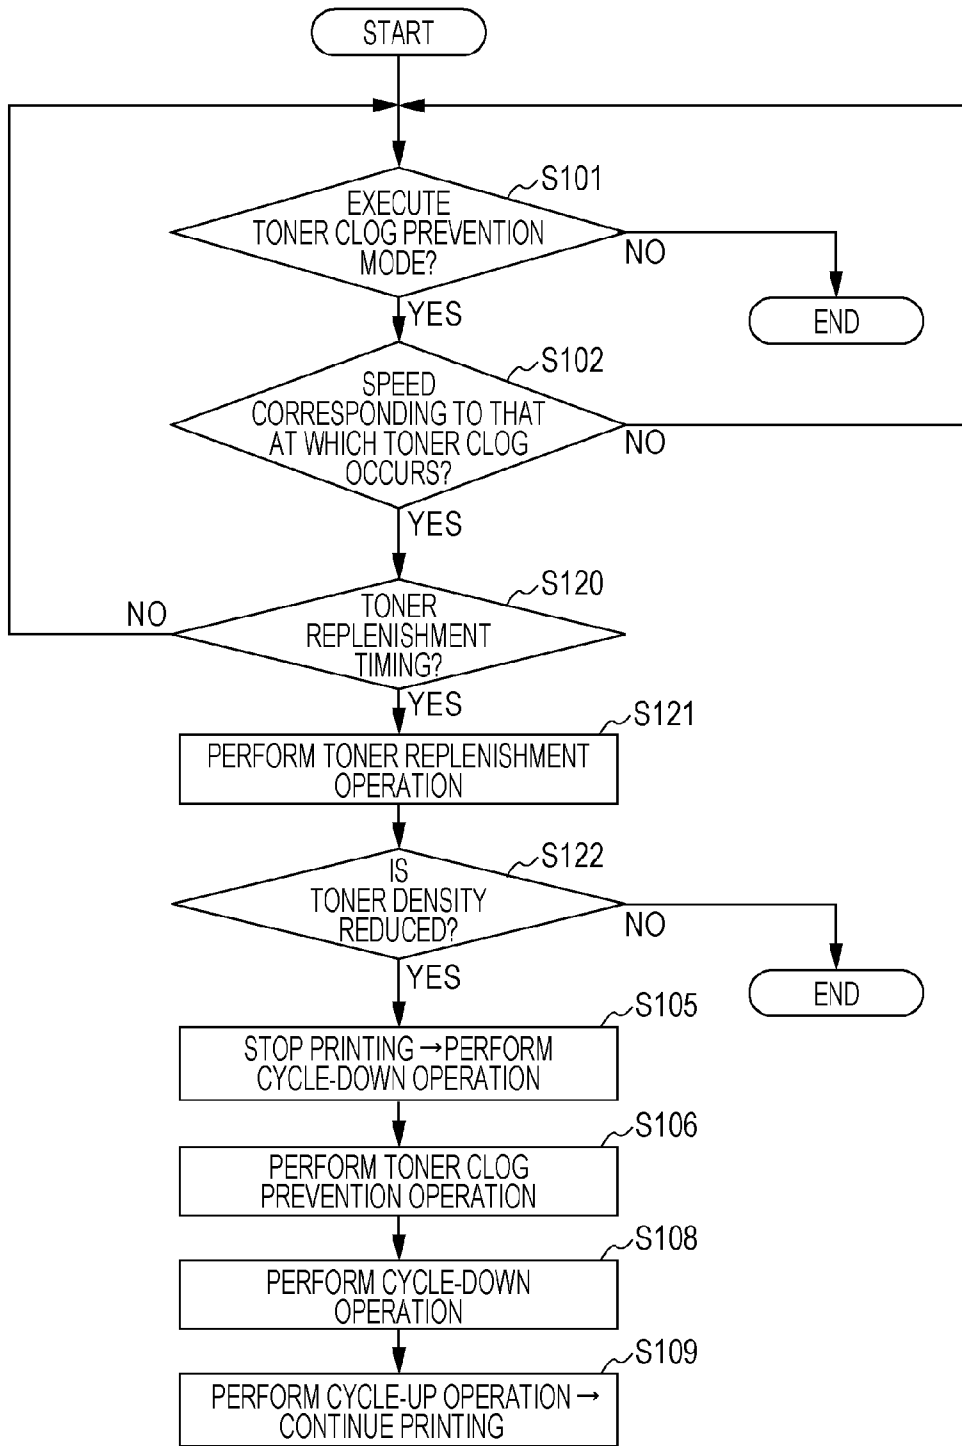 START
S101
EXECUTE
TONER CLOG PREVENTION
MODE?
NO
YES
END
S102
SPEED
CORRESPONDING TO THAT
AT WHICH TONER CLOG
OCCURS?
NO
YES
S120
TONER
REPLENISHMENT
TIMING?
NO
YES
S121
PERFORM TONER REPLENISHMENT
OPERATION
S122
IS
TONER DENSITY
REDUCED?
NO
YES
END
S105
STOP PRINTING → PERFORM
CYCLE-DOWN OPERATION
S106
PERFORM TONER CLOG
PREVENTION OPERATION
S108
PERFORM CYCLE-DOWN
OPERATION
S109
PERFORM CYCLE-UP OPERATION →
CONTINUE PRINTING